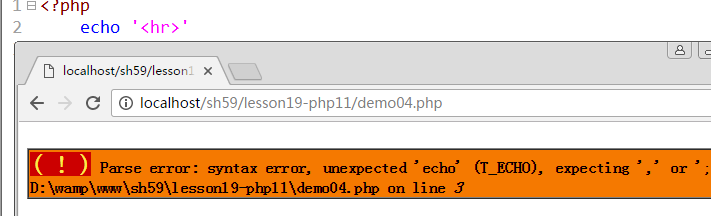 1 <?php
2 echo '<hr>'
localhost/sh59/lesson1
localhost/sh59/lesson19-php11/demo04.php
( ! ) Parse error: syntax error, unexpected 'echo' (T_ECHO), expecting ',' or ';
D:\wamp\www\sh59\lesson19-php11\demo04.php on line 3